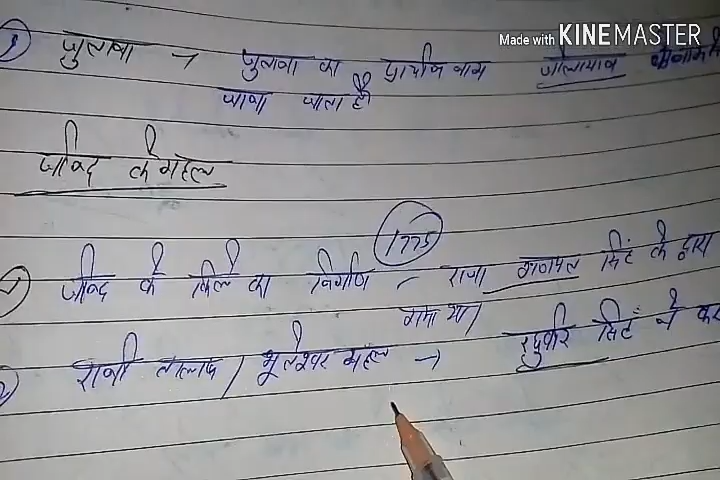 Made with KINEMASTER
जुलाना → जुलाना का प्राचीन नाम जोलायान
जाना जाता है
जीन्द के महल
1775
जीन्द के किले का निर्माण - राजा गजपत सिंह के द्वारा
गया था।
रानी तालाब / भूतेश्वर महल → रघुवीर सिंह ने